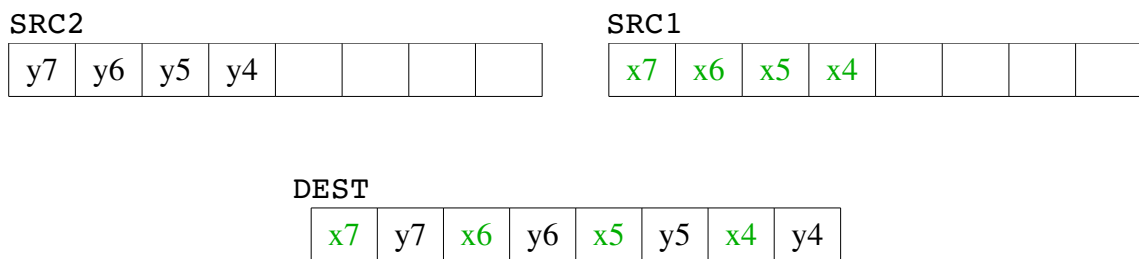 SRC2 SRC1
y7 y6 y5 y4 x7 x6 x5 x4
DEST
x7 y7 x6 y6 x5 y5 x4 y4